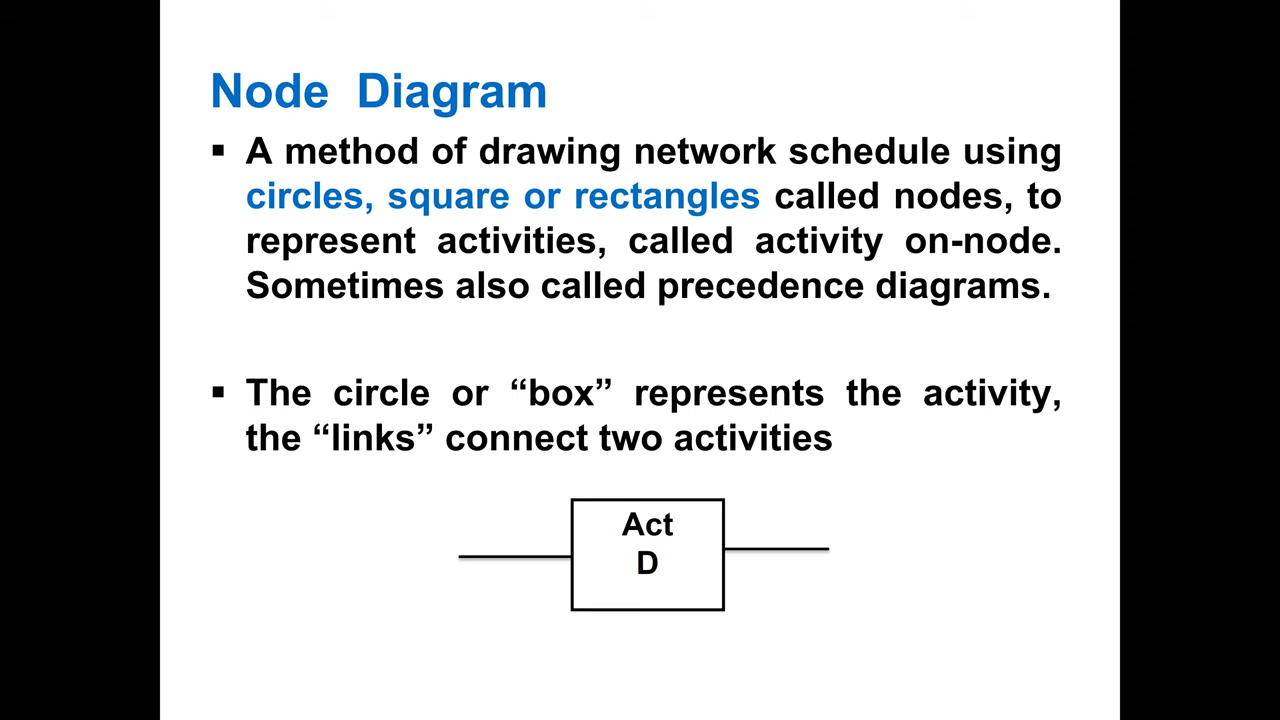 Node Diagram
▪ A method of drawing network schedule using
circles, square or rectangles called nodes, to
represent activities, called activity on-node.
Sometimes also called precedence diagrams.
▪ The circle or “box” represents the activity,
the “links” connect two activities
Act
D